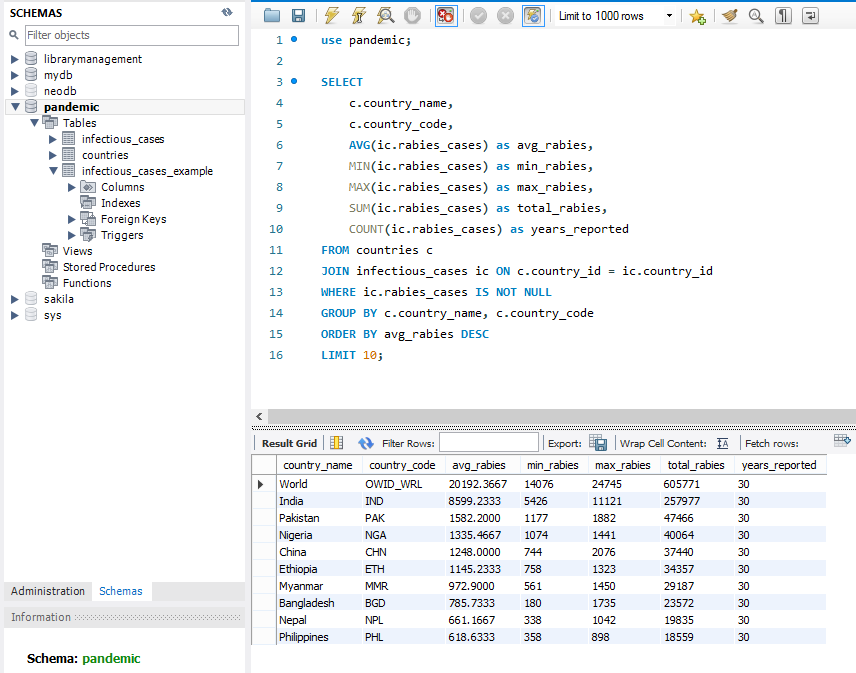 SCHEMAS
Filter objects
librarymanagement
mydb
neodb
pandemic
Tables
infectious_cases
countries
infectious_cases_example
Columns
Indexes
Foreign Keys
Triggers
Views
Stored Procedures
Functions
sakila
sys
Administration Schemas
Information
Schema: pandemic
Limit to 1000 rows
1 use pandemic;
2
3 SELECT
4 c.country_name,
5 c.country_code,
6 AVG(ic.rabies_cases) as avg_rabies,
7 MIN(ic.rabies_cases) as min_rabies,
8 MAX(ic.rabies_cases) as max_rabies,
9 SUM(ic.rabies_cases) as total_rabies,
10 COUNT(ic.rabies_cases) as years_reported
11 FROM countries c
12 JOIN infectious_cases ic ON c.country_id = ic.country_id
13 WHERE ic.rabies_cases IS NOT NULL
14 GROUP BY c.country_name, c.country_code
15 ORDER BY avg_rabies DESC
16 LIMIT 10;
Result Grid Filter Rows: Export: Wrap Cell Content: Fetch rows:
country_name country_code avg_rabies min_rabies max_rabies total_rabies years_reported
World OWID_WRL 20192.3667 14076 24745 605771 30
India IND 8599.2333 5426 11121 257977 30
Pakistan PAK 1582.2000 1177 1882 47466 30
Nigeria NGA 1335.4667 1074 1441 40064 30
China CHN 1248.0000 744 2076 37440 30
Ethiopia ETH 1145.2333 758 1323 34357 30
Myanmar MMR 972.9000 561 1450 29187 30
Bangladesh BGD 785.7333 180 1735 23572 30
Nepal NPL 661.1667 338 1042 19835 30
Philippines PHL 618.6333 358 898 18559 30